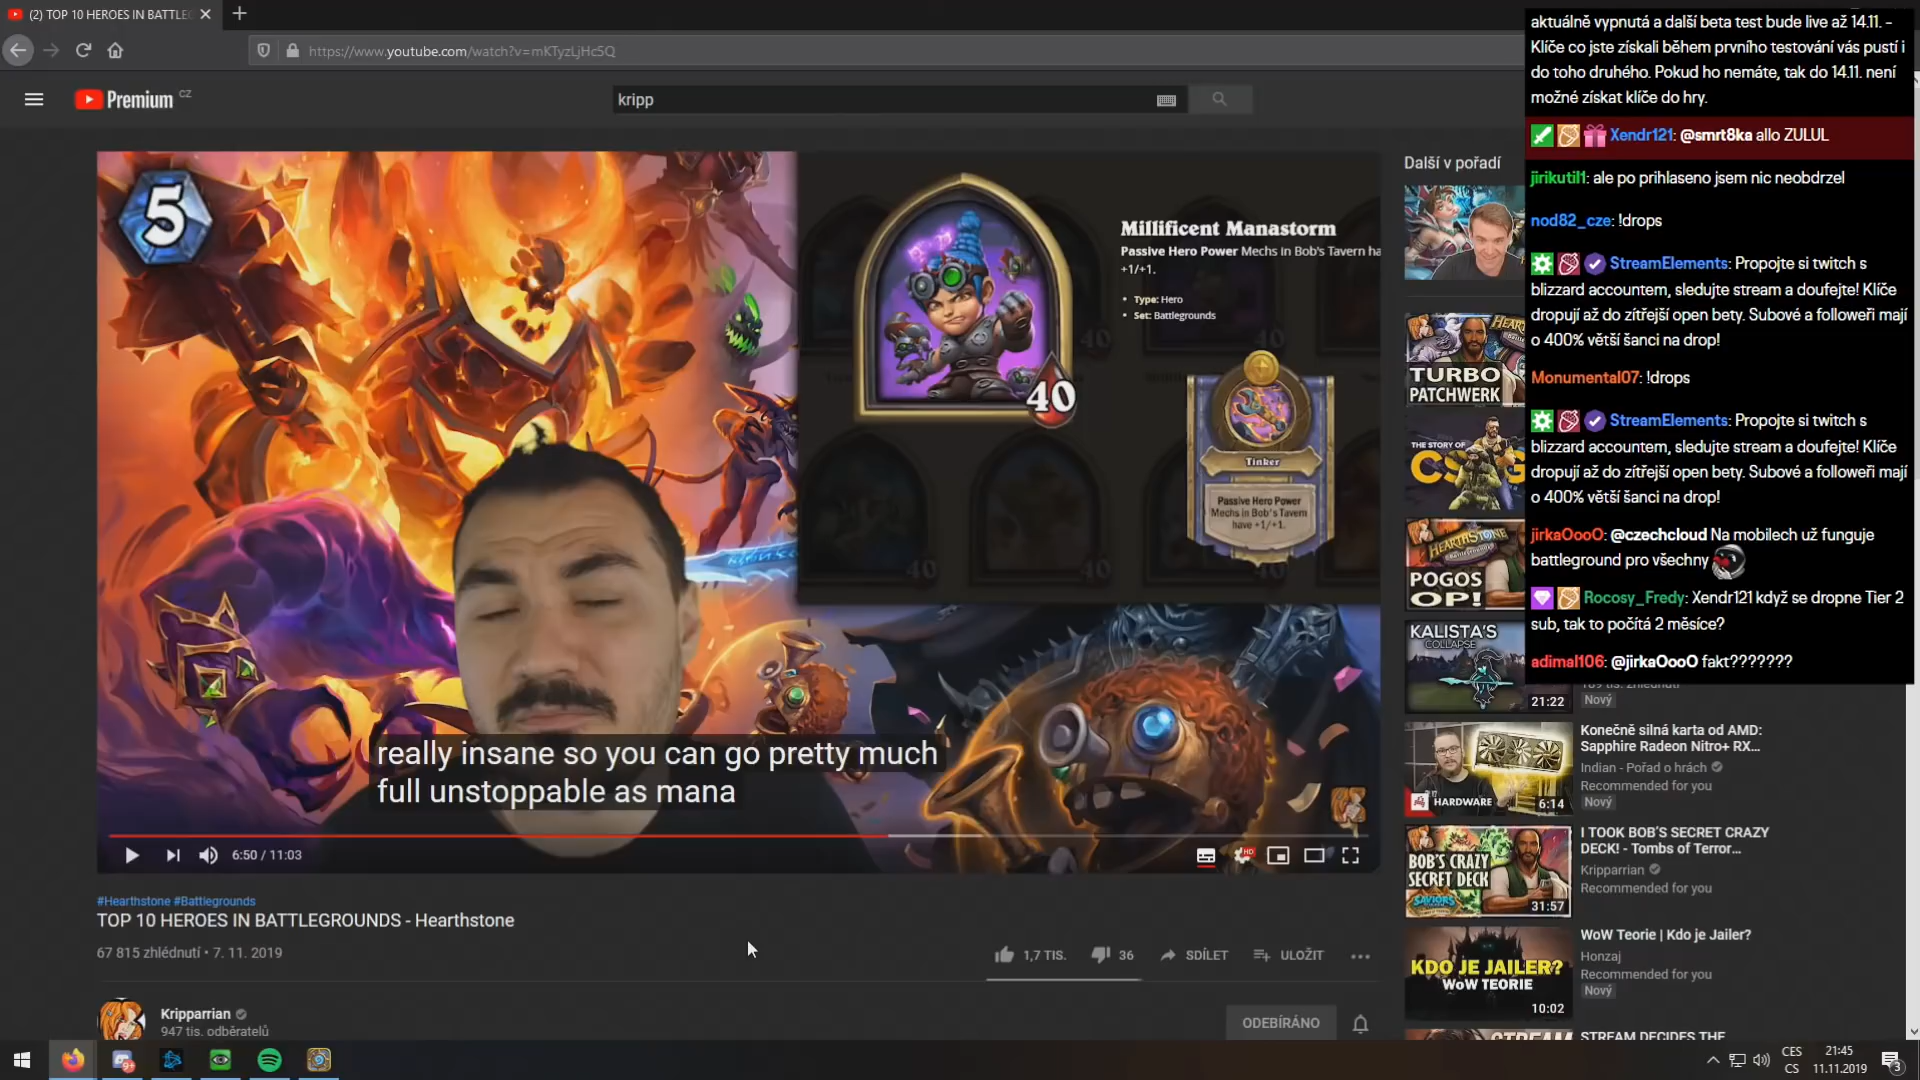 (2) TOP 10 HEROES IN BATTLEG
https://www.youtube.com/watch?v=mKTyzLjHc5Q
Premium CZ
kripp
5
Millificent Manastorm
Passive Hero Power Mechs in Bob's Tavern ha
+1/+1.
• Type: Hero
• Set: Battlegrounds
40
Tinker
Passive Hero Power
Mechs in Bob's Tavern
have +1/+1.
40
40
40
40
really insane so you can go pretty much
full unstoppable as mana
6:50 / 11:03
HD
#Hearthstone #Battlegrounds
TOP 10 HEROES IN BATTLEGROUNDS - Hearthstone
67 815 zhlédnutí • 7. 11. 2019
1,7 TIS.
36
SDÍLET
ULOŽIT
Kripparrian
947 tis. odběratelů
ODEBÍRÁNO
Další v pořadí
TURBO
PATCHWERK
THE STORY OF
HEARTHSTONE
POGOS
OP!
KALISTA'S
COLLAPSE
21:22
Nový
HARDWARE
6:14
Konečně silná karta od AMD:
Sapphire Radeon Nitro+ RX...
Indian - Pořad o hrách
Recommended for you
Nový
BOB'S CRAZY
SECRET DECK
SAVIORS
31:57
I TOOK BOB'S SECRET CRAZY
DECK! - Tombs of Terror...
Kripparrian
Recommended for you
KDO JE JAILER?
WoW TEORIE
10:02
WoW Teorie | Kdo je Jailer?
Honzaj
Recommended for you
Nový
STREAM DECIDES THE
aktuálně vypnutá a další beta test bude live až 14.11. -
Klíče co jste získali během prvního testování vás pustí i
do toho druhého. Pokud ho nemáte, tak do 14.11. není
možné získat klíče do hry.
Xendr121: @smrt8ka allo ZULUL
jirikutil1: ale po prihlaseno jsem nic neobdrzel
nod82_cze: !drops
StreamElements: Propojte si twitch s
blizzard accountem, sledujte stream a doufejte! Klíče
dropují až do zítřejší open bety. Subové a followeři mají
o 400% větší šanci na drop!
Monumental07: !drops
StreamElements: Propojte si twitch s
blizzard accountem, sledujte stream a doufejte! Klíče
dropují až do zítřejší open bety. Subové a followeři mají
o 400% větší šanci na drop!
jirkaOooO: @czechcloud Na mobilech už funguje
battleground pro všechny
Rocosy_Fredy: Xendr121 když se dropne Tier 2
sub, tak to počítá 2 měsíce?
adimal106: @jirkaOooO fakt???????
9+
CES
CS
21:45
11.11.2019
3